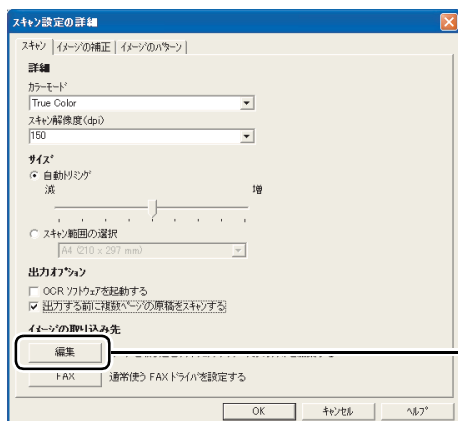 スキャン設定の詳細
スキャン イメージの補正 イメージのパターン
詳細
カラーモード
True Color
スキャン解像度(dpi)
150
サイズ
自動トリミング
減 増
スキャン範囲の選択
A4 (210 x 297 mm)
出力オプション
OCR ソフトウェアを起動する
出力する前に複数ページの原稿をスキャンする
イメージの取り込み先
編集
FAX 通常使う FAX ドライバを設定する
OK キャンセル ヘルプ